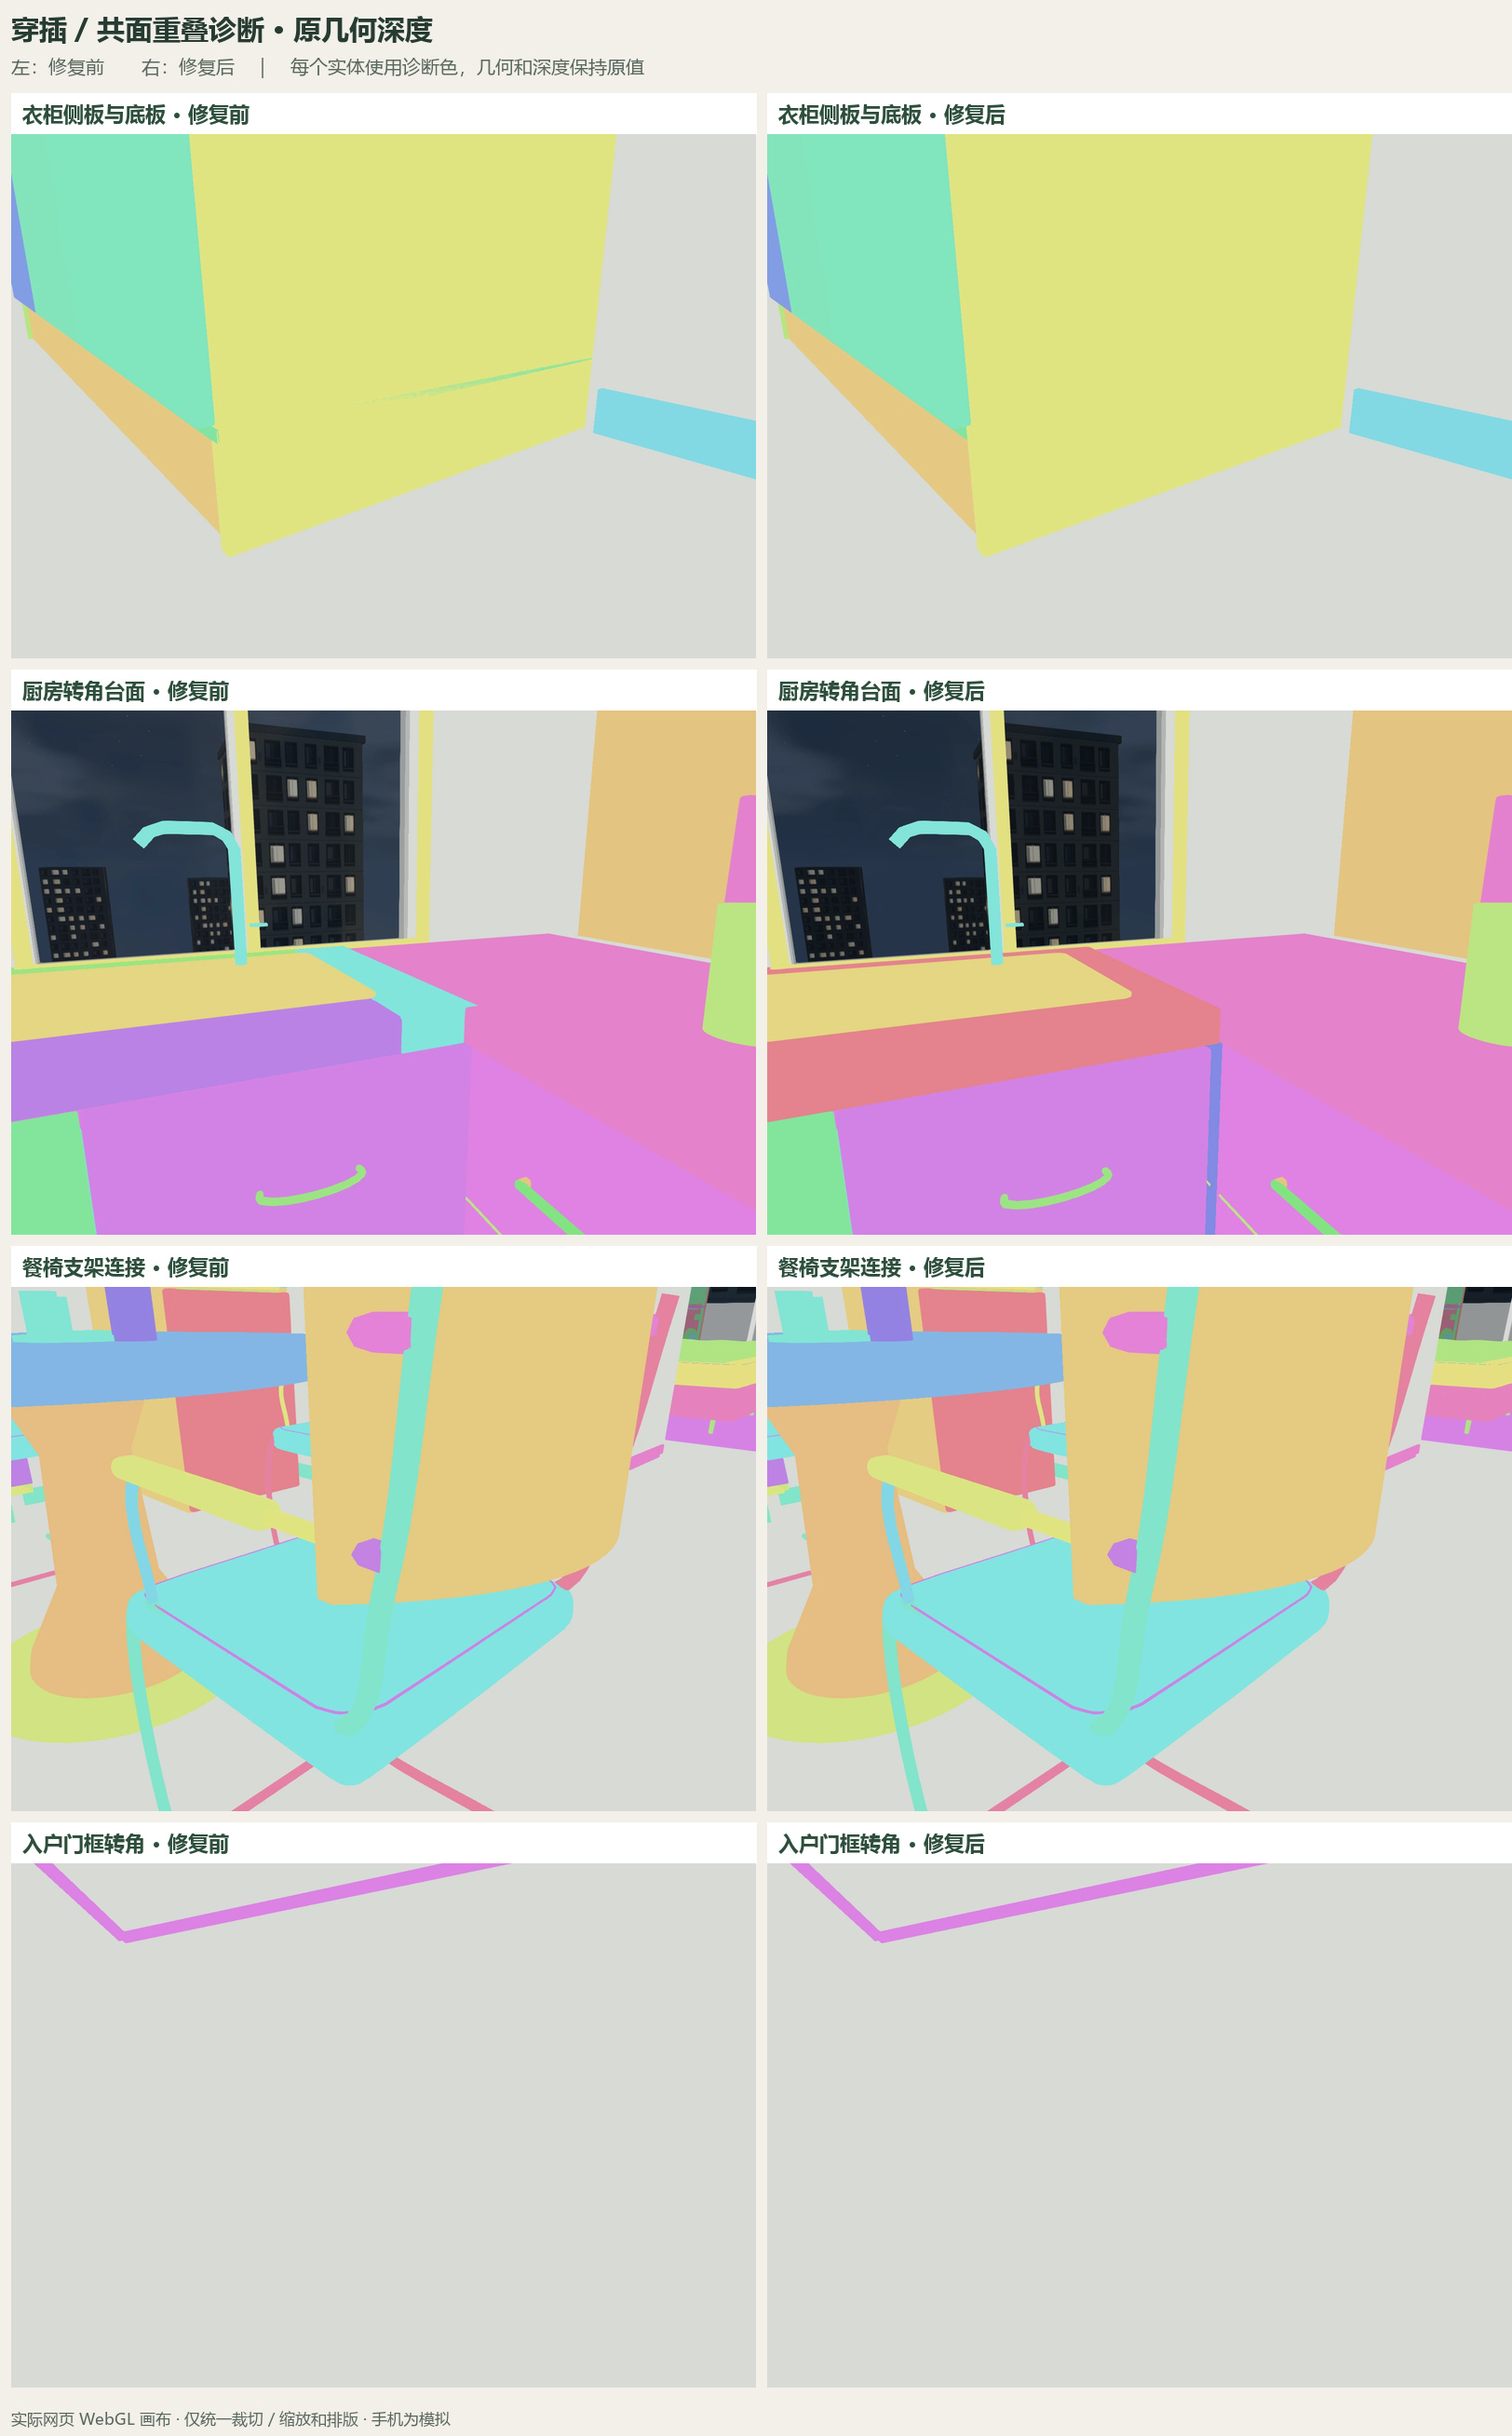 穿插 / 共面重叠诊断 • 原几何深度
左：修复前 右：修复后 | 每个实体使用诊断色，几何和深度保持原值
衣柜侧板与底板 • 修复前
衣柜侧板与底板 • 修复后
厨房转角台面 • 修复前
厨房转角台面 • 修复后
餐椅支架连接 • 修复前
餐椅支架连接 • 修复后
入户门框转角 • 修复前
入户门框转角 • 修复后
实际网页 WebGL 画布 · 仅统一裁切 / 缩放和排版 · 手机为模拟